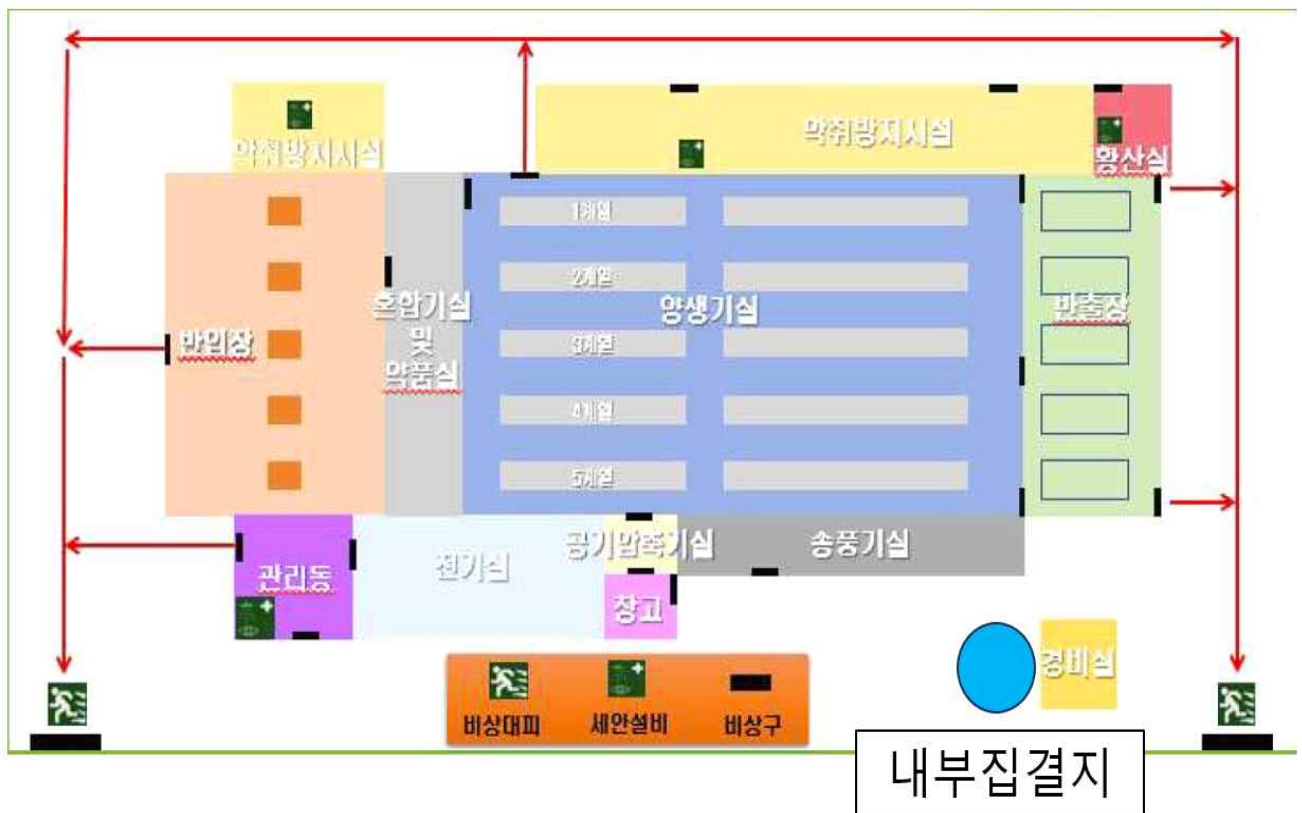 악취방지시설
악취방지시설
황산실
1계열
2계열
3계열
4계열
5계열
혼합기실
및
약품실
양생기실
반입장
반출장
관리동
전기실
공기압축기실
송풍기실
창고
경비실
비상대피
세안설비
비상구
내부집결지